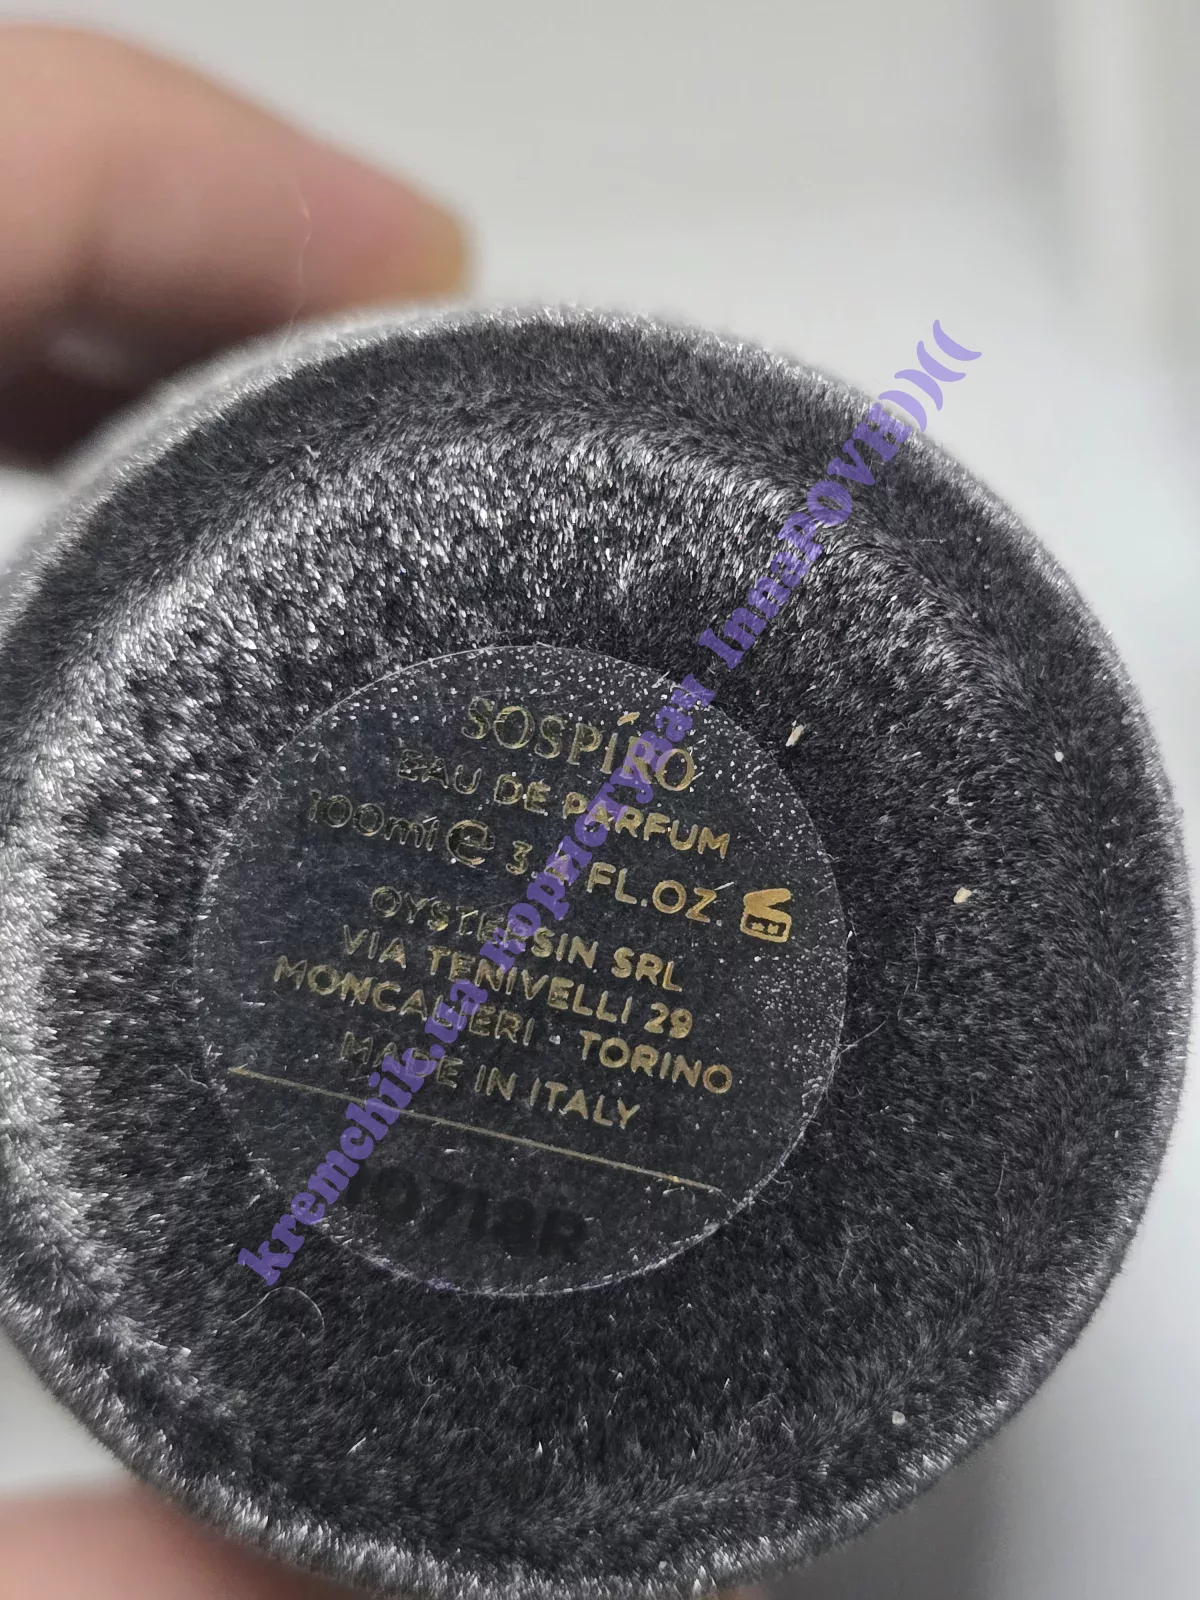 SOSPÍRO
EAU DE PARFUM
100ml e 3.4 FL.OZ
OYSTERSIN SRL
VIA TENIVELLI 29
MONCALIERI - TORINO
MADE IN ITALY
kremchik.ua користувач InnaPOVH))((